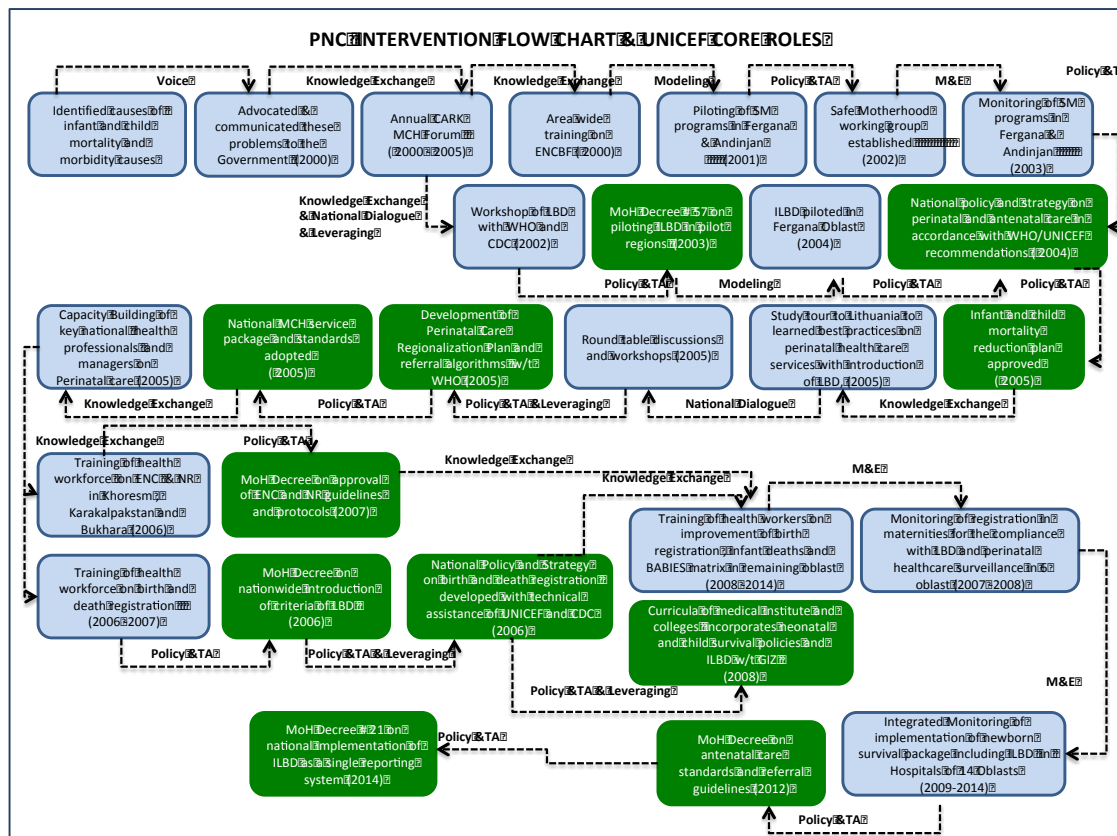 PNC INTERVENTION FLOW CHART & UNICEF CORE ROLES
Voice
Knowledge Exchange
Knowledge Exchange
Modeling
Policy & TA
M&E
Policy & T
Identified causes of
infant and child
mortality and
morbidity causes
Advocated &
communicated these
problems to the
Government (2000)
Annual CARK
MCH Forum
(2000-2005)
Area wide
training on
ENCBF (2000)
Piloting of SM
programs in Fergana
& Andinjan
(2001)
Safe Motherhood
working group
established
(2002)
Monitoring of SM
programs in
Fergana &
Andinjan
(2003)
Knowledge Exchange
& National Dialogue
& Leveraging
Workshop of LBD
with WHO and
CDC (2002)
MoH Decree # 57 on
piloting ILBD in pilot
regions (2003)
ILBD piloted in
Fergana Oblast
(2004)
National policy and strategy on
perinatal and antenatal care in
accordance with WHO/UNICEF
recommendations (2004)
Policy & TA
Modeling
Policy & TA
Policy & TA
Capacity Building of
key national health
professionals and
managers on
Perinatal care (2005)
National MCH service
package and standards
adopted
(2005)
Development of
Perinatal Care
Regionalization Plan and
referral algorithms w/t
WHO (2005)
Round table discussions
and workshops (2005)
Study tour to Lithuania to
learned best practices on
perinatal health care
services with introduction
of LBD, (2005)
Infant and child
mortality
reduction plan
approved
(2005)
Knowledge Exchange
Policy & TA
Policy & TA & Leveraging
National Dialogue
Knowledge Exchange
Knowledge Exchange
Policy & TA
Knowledge Exchange
Knowledge Exchange
M&E
Training of health
workforce on ENC & NR
in Khoresm,
Karakalpakstan and
Bukhara (2006)
MoH Decree on approval
of ENC and NR guidelines
and protocols (2007)
Training of health workers on
improvement of birth
registration, infant deaths and
BABIES matrix in remaining oblast
(2008-2014)
Monitoring of registration in
maternities for the compliance
with LBD and perinatal
healthcare surveillance in 6
oblast (2007-2008)
Training of health
workforce on birth and
death registration
(2006-2007)
MoH Decree on
nationwide introduction
of criteria of LBD
(2006)
National Policy and Strategy
on birth and death registration
developed with technical
assistance of UNICEF and CDC
(2006)
Curricula of medical institute and
colleges incorporates neonatal
and child survival policies and
ILBD w/t GIZ
(2008)
Policy & TA
Policy & TA & Leveraging
Policy & TA & Leveraging
M&E
MoH Decree # 21 on
national implementation of
ILBD as a single reporting
system (2014)
Policy & TA
MoH Decree on
antenatal care
standards and referral
guidelines (2012)
Integrated Monitoring of
implementation of newborn
survival package including ILBD in
Hospitals of 14 Oblasts
(2009-2014)
Policy & TA